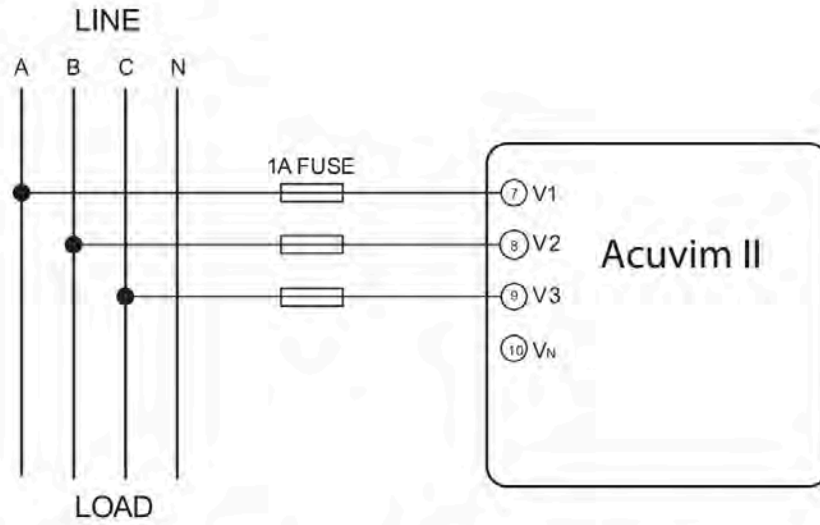 LINE
A B C N
1A FUSE
7 V1
8 V2
Acuvim II
9 V3
10 VN
LOAD